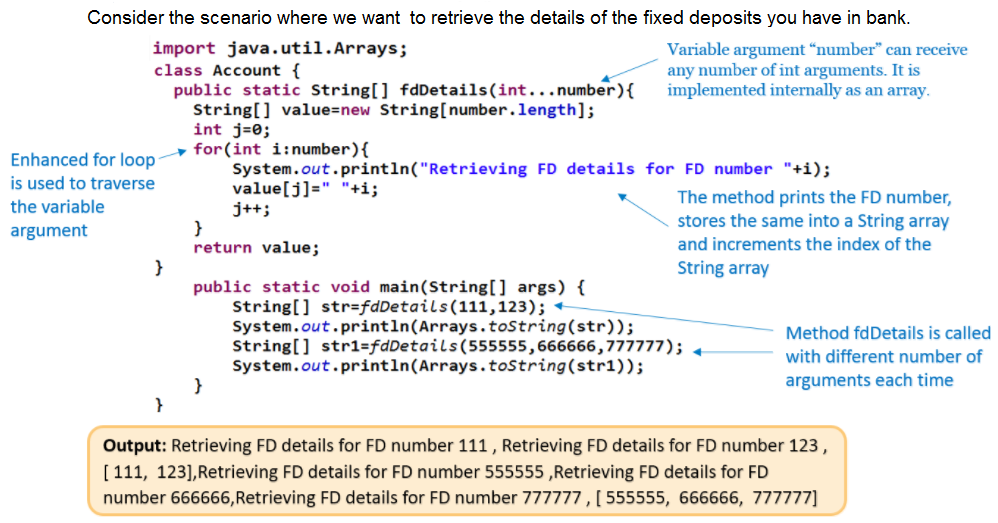 Consider the scenario where we want  to retrieve the details of the fixed deposits you have in bank.
import java.util.Arrays;
class Account {
public static String[] fdDetails(int...number){
String[] value=new String[number.length];
int j=0;
for(int i:number){
System.out.println("Retrieving FD details for FD number "+i);
value[j]=" "+i;
j++;
}
return value;
}
public static void main(String[] args) {
String[] str=fdDetails(111,123);
System.out.println(Arrays.toString(str));
String[] str1=fdDetails(555555,666666,777777);
System.out.println(Arrays.toString(str1));
}
}
Variable argument “number” can receive
any number of int arguments. It is
implemented internally as an array.
Enhanced for loop
is used to traverse
the variable
argument
The method prints the FD number,
stores the same into a String array
and increments the index of the
String array
Method fdDetails is called
with different number of
arguments each time
Output: Retrieving FD details for FD number 111 , Retrieving FD details for FD number 123 ,
[ 111,  123],Retrieving FD details for FD number 555555 ,Retrieving FD details for FD
number 666666,Retrieving FD details for FD number 777777 , [ 555555,  666666,  777777]